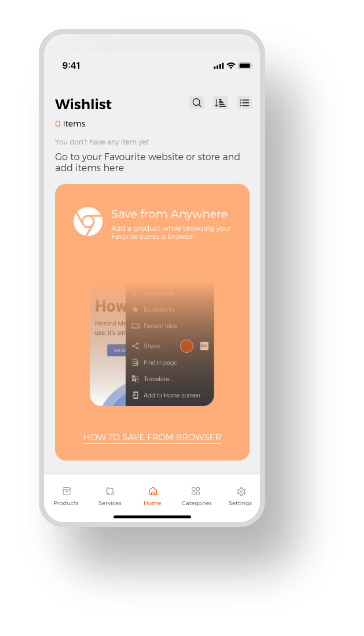 9:41
Wishlist
0 Items
You don't have any item yet
Go to your Favourite website or store and
add items here
Save from Anywhere
Add a product while browsing your
Favorite stores o browser.
How
Bookmarks
Remind Me
Recent tabs
use, it's sim
Share..
Find in page
Translate..
Add to Home screen
HOW TO SAVE FROM BROWSER
Products Services Home Categories Settings